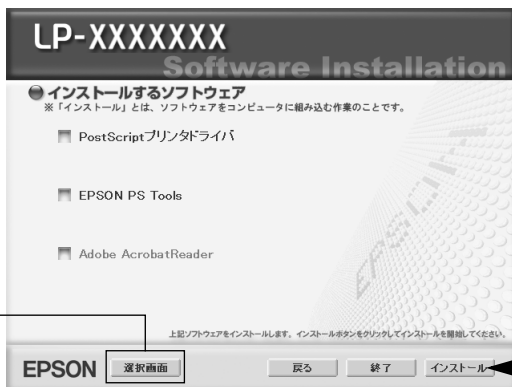 LP-XXXXXXX
Software Installation
インストールするソフトウェア
※「インストール」とは、ソフトウェアをコンピュータに組み込む作業のことです。
PostScriptプリンタドライバ
EPSON PS Tools
Adobe AcrobatReader
EPSON
上記ソフトウェアをインストールします。インストールボタンをクリックしてインストールを開始してください。
EPSON 選択画面 戻る 終了 インストール